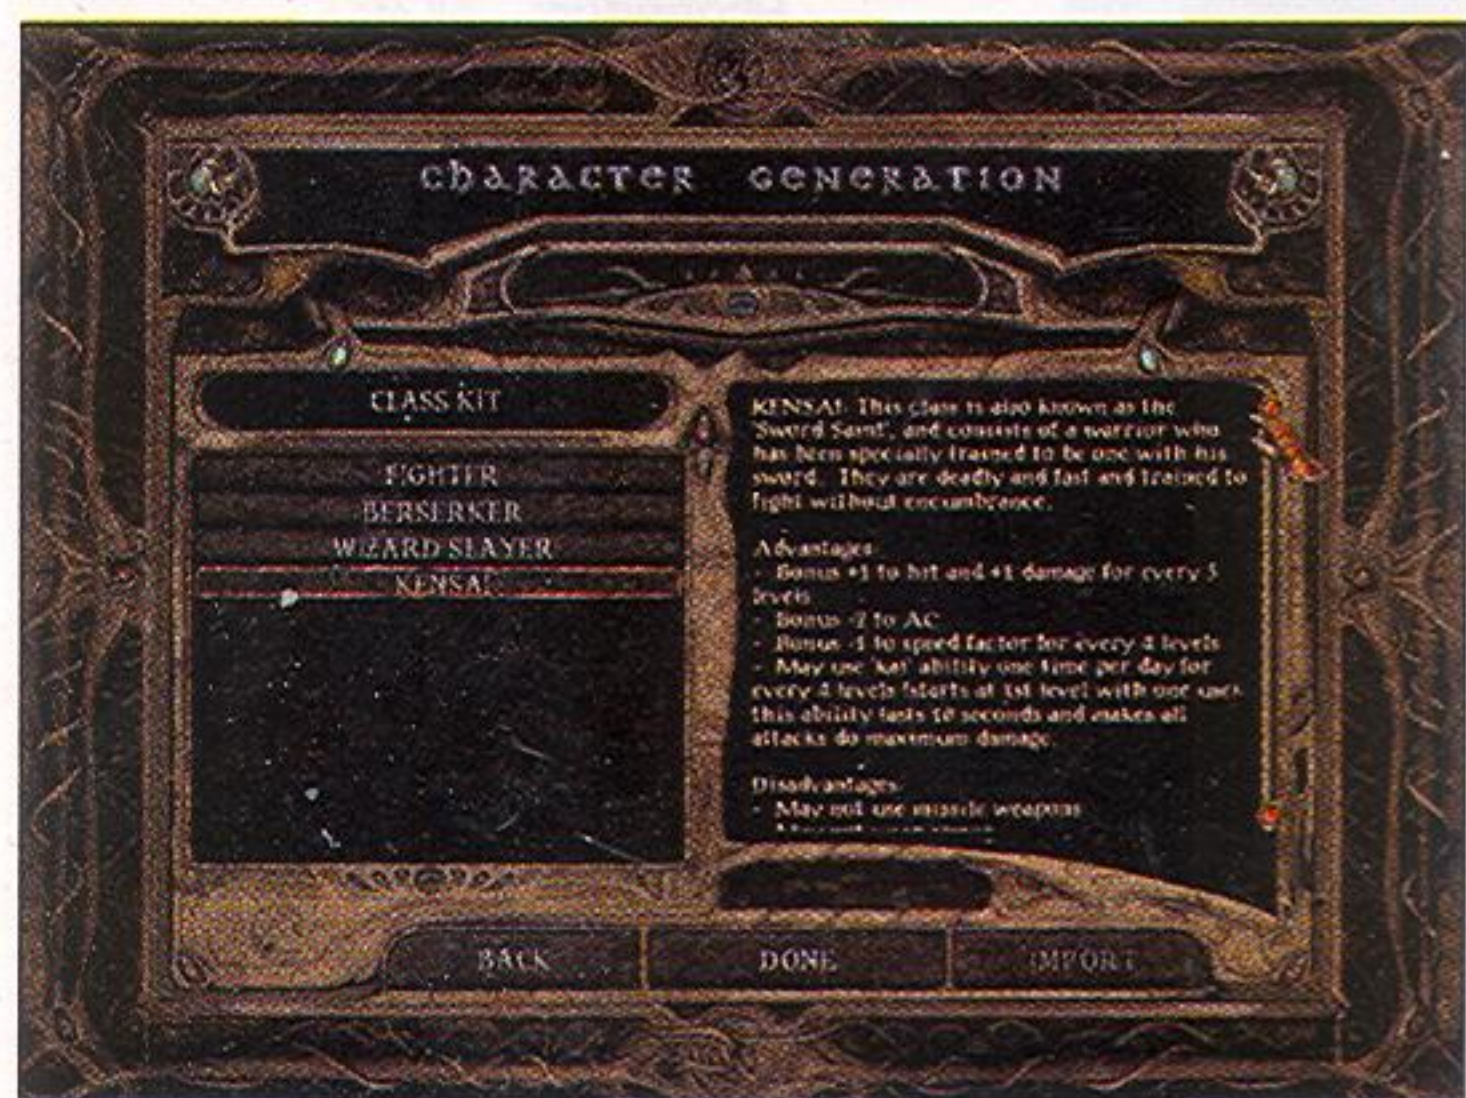 CHARACTER GENERATION
CLASS KIT
FIGHTER
BERSERKER
WIZARD SLAYER
KENSAI
KENSAI: This class is also known as the
'Sword Saint', and consists of a warrior who
has been specially trained to be one with his
sword. They are deadly and fast and trained to
fight without encumbrance.
Advantages:
- Bonus +1 to hit and +1 damage for every 3
levels
- Bonus -2 to AC
- Bonus -1 to speed factor for every 4 levels
- May use 'kai' ability one time per day for
every 4 levels (starts at 1st level with one use)
this ability lasts 10 seconds and makes all
attacks do maximum damage.
Disadvantages:
- May not use missile weapons
BACK
DONE
IMPORT